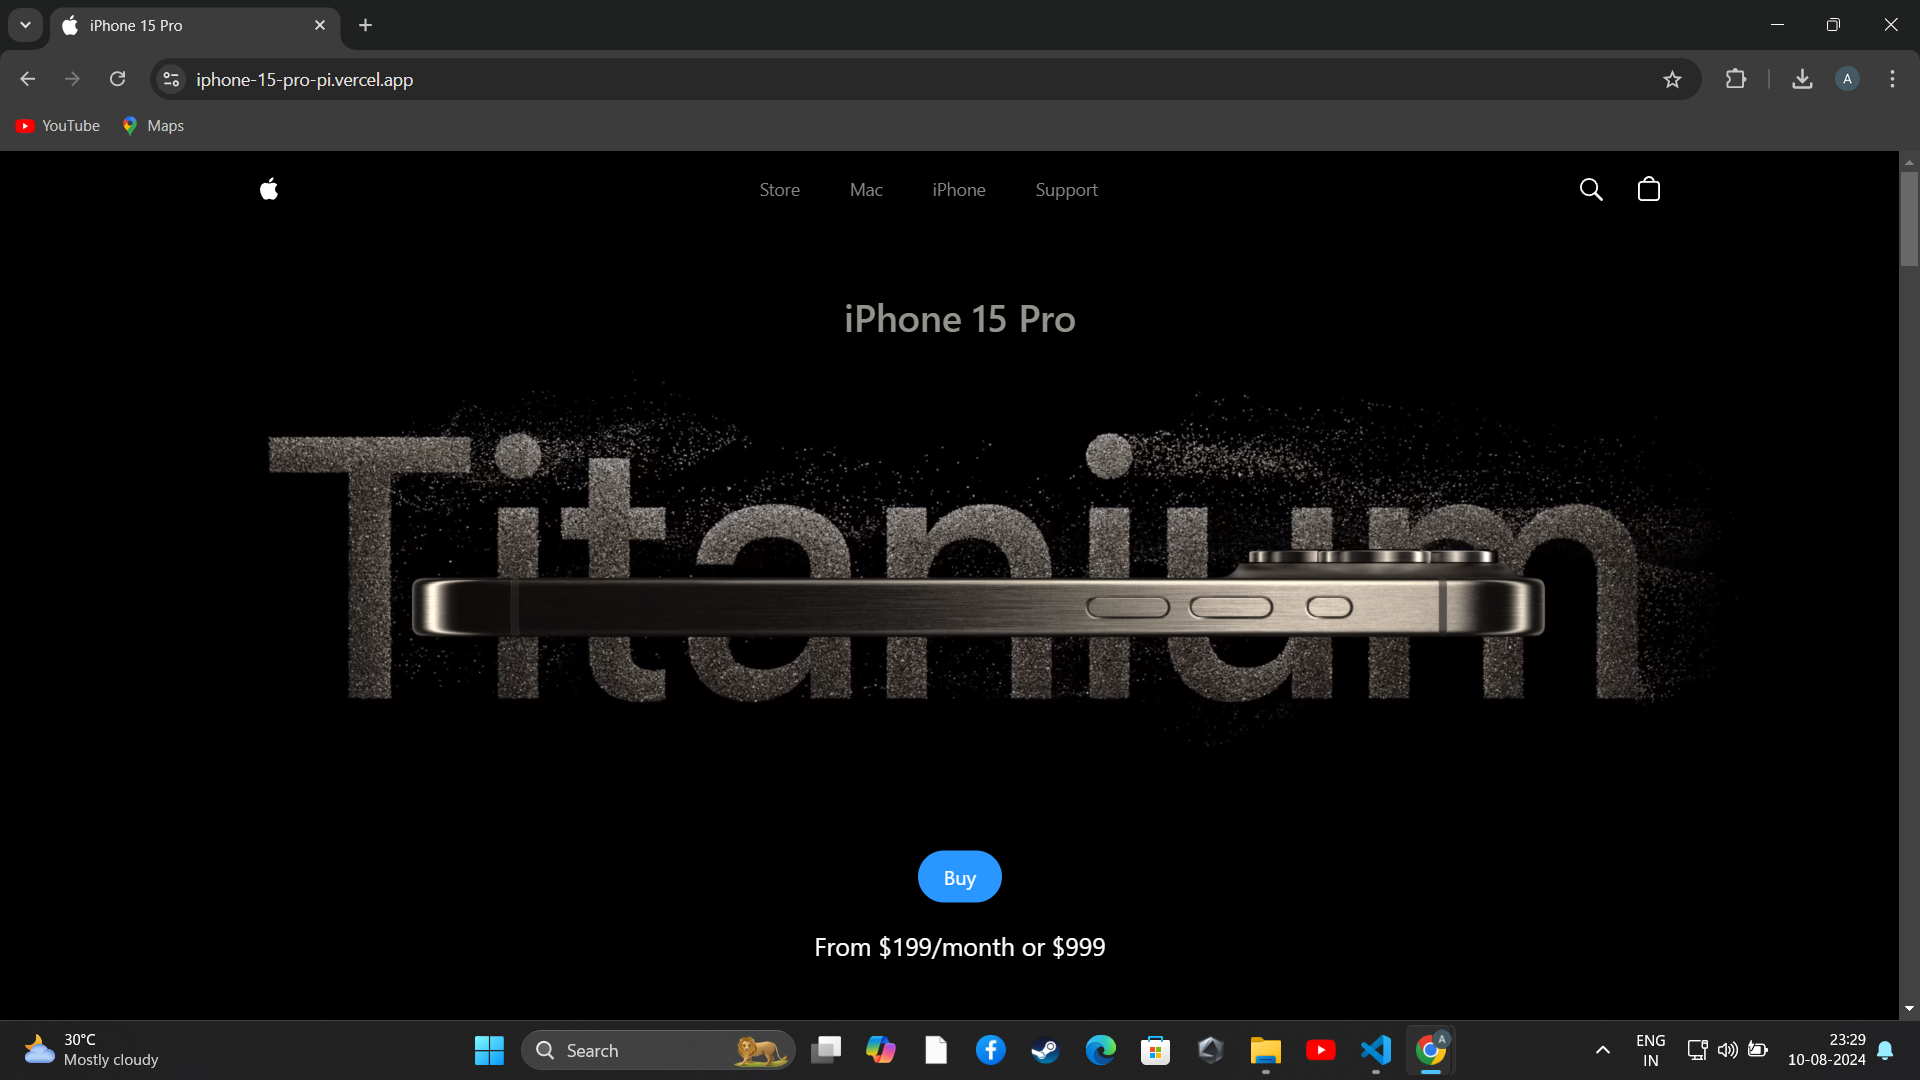 iPhone 15 Pro
iphone-15-pro-pi.vercel.app
A
YouTube
Maps
Store
Mac
iPhone
Support
iPhone 15 Pro
Titanium
Buy
From $199/month or $999
30°C
Mostly cloudy
Search
A
ENG
IN
23:29
10-08-2024